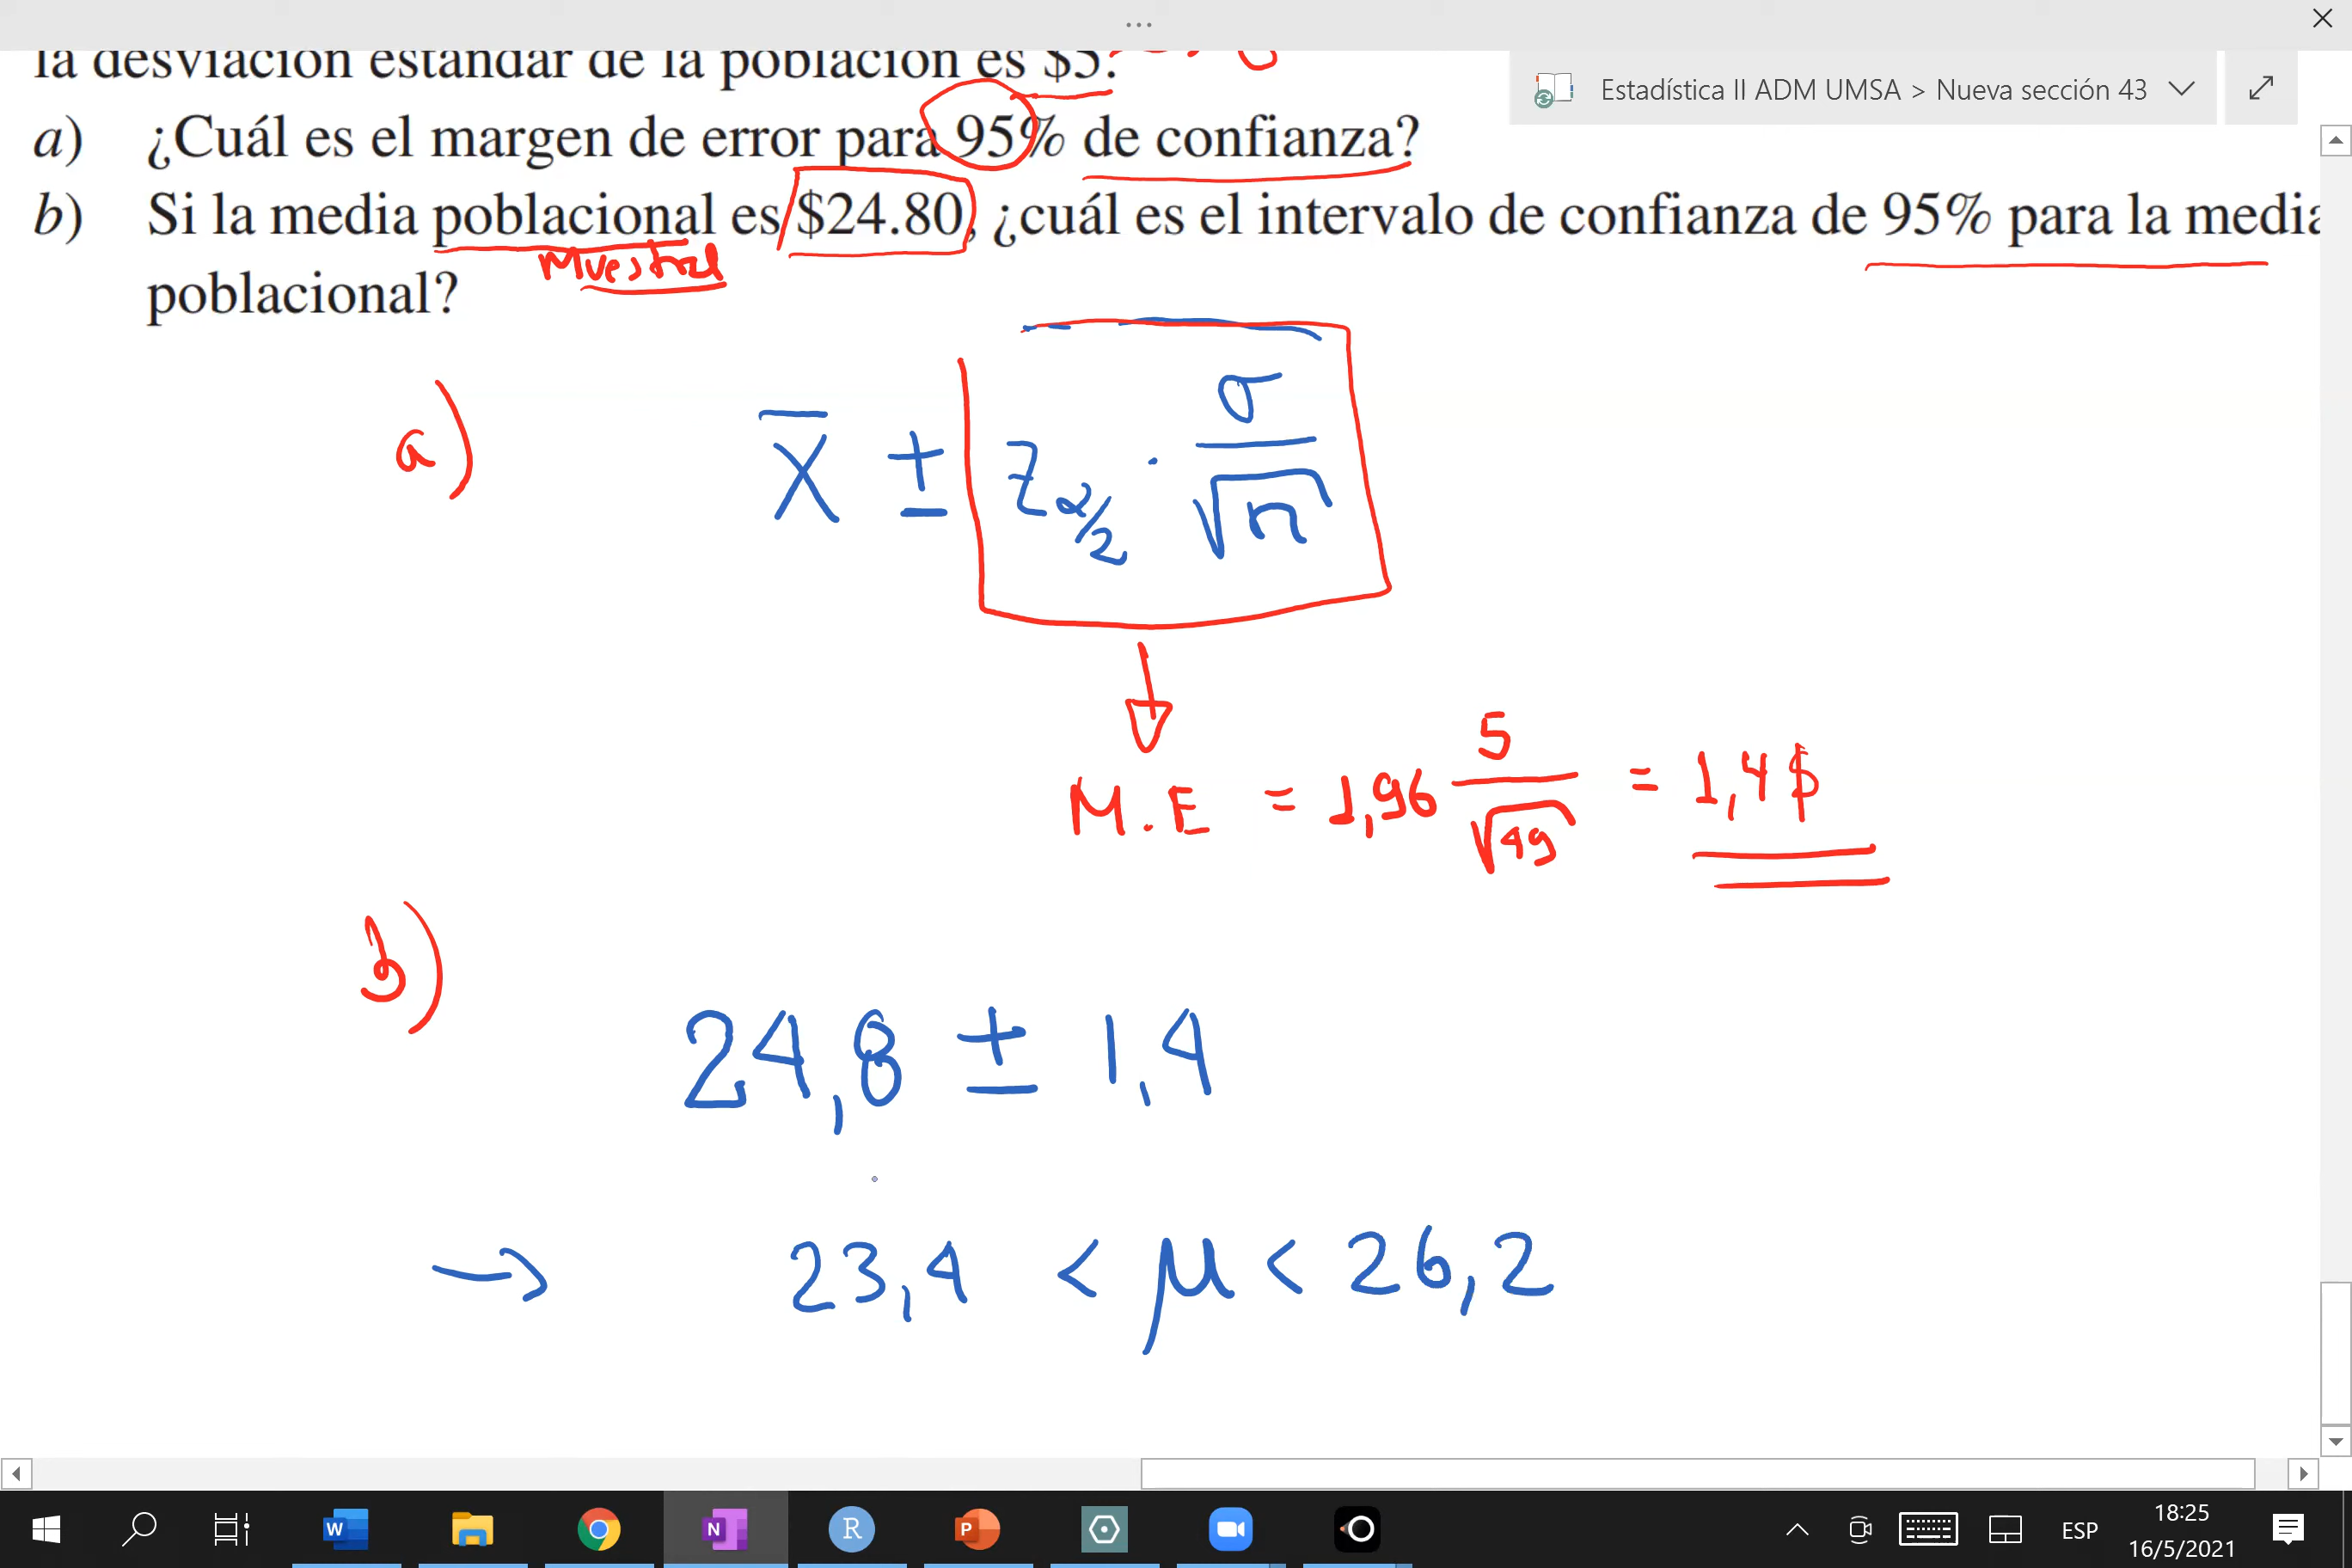 la desviación estándar de la población es $5.
Estadística II ADM UMSA > Nueva sección 43
a) ¿Cuál es el margen de error para 95% de confianza?
b) Si la media poblacional es $24.80, ¿cuál es el intervalo de confianza de 95% para la media
Muestral
poblacional?
a) X̅ ± Z α/2 · σ/√n
M.E = 1,96 5/√49 = 1,4 $
b)
24,8 ± 1,4
→ 23,4 < μ < 26,2
ESP
18:25
16/5/2021